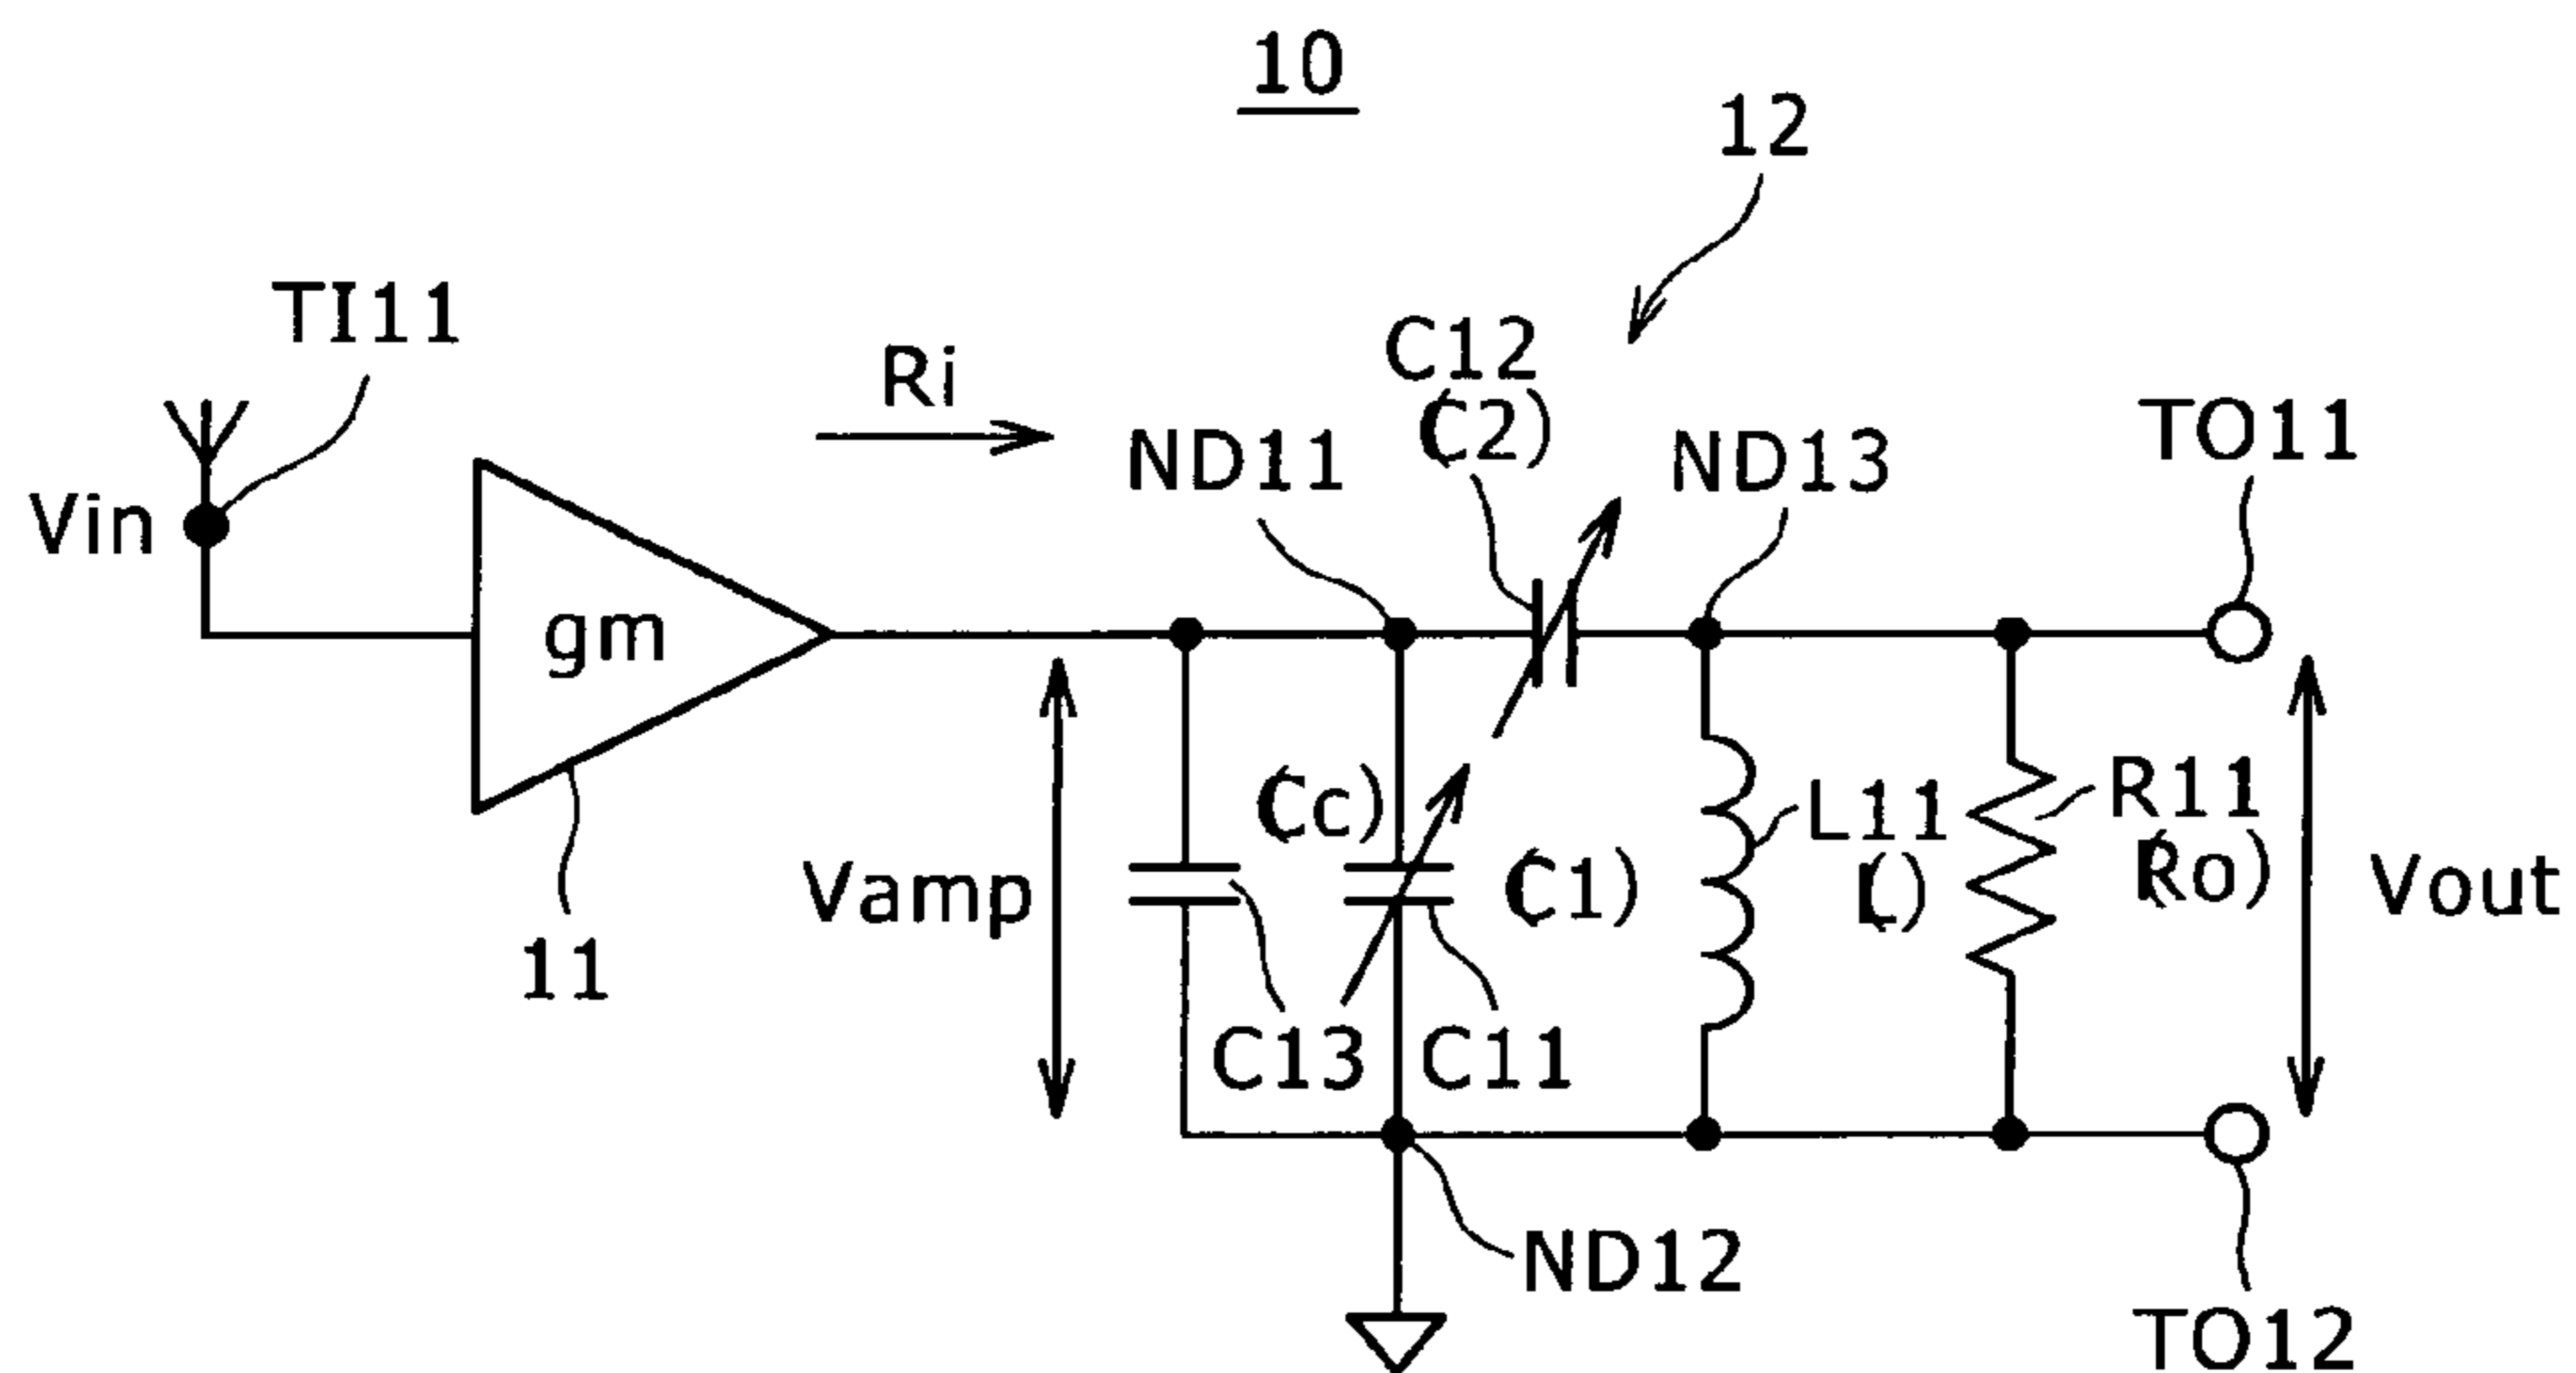 10
12
TI11
Ri
C12
(C2)
ND11
ND13
TO11
Vin
gm
(Cc)
L11
(L)
R11
(Ro)
Vamp
(C1)
Vout
11
C13
C11
ND12
TO12